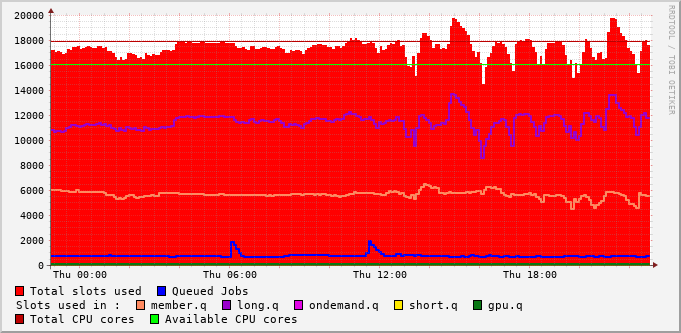 20000
18000
16000
14000
12000
10000
8000
6000
4000
2000
0
Thu 00:00 Thu 06:00 Thu 12:00 Thu 18:00
RRDTOOL / TOBI OETIKER
Total slots used Queued Jobs
Slots used in : member.q long.q ondemand.q short.q gpu.q
Total CPU cores Available CPU cores